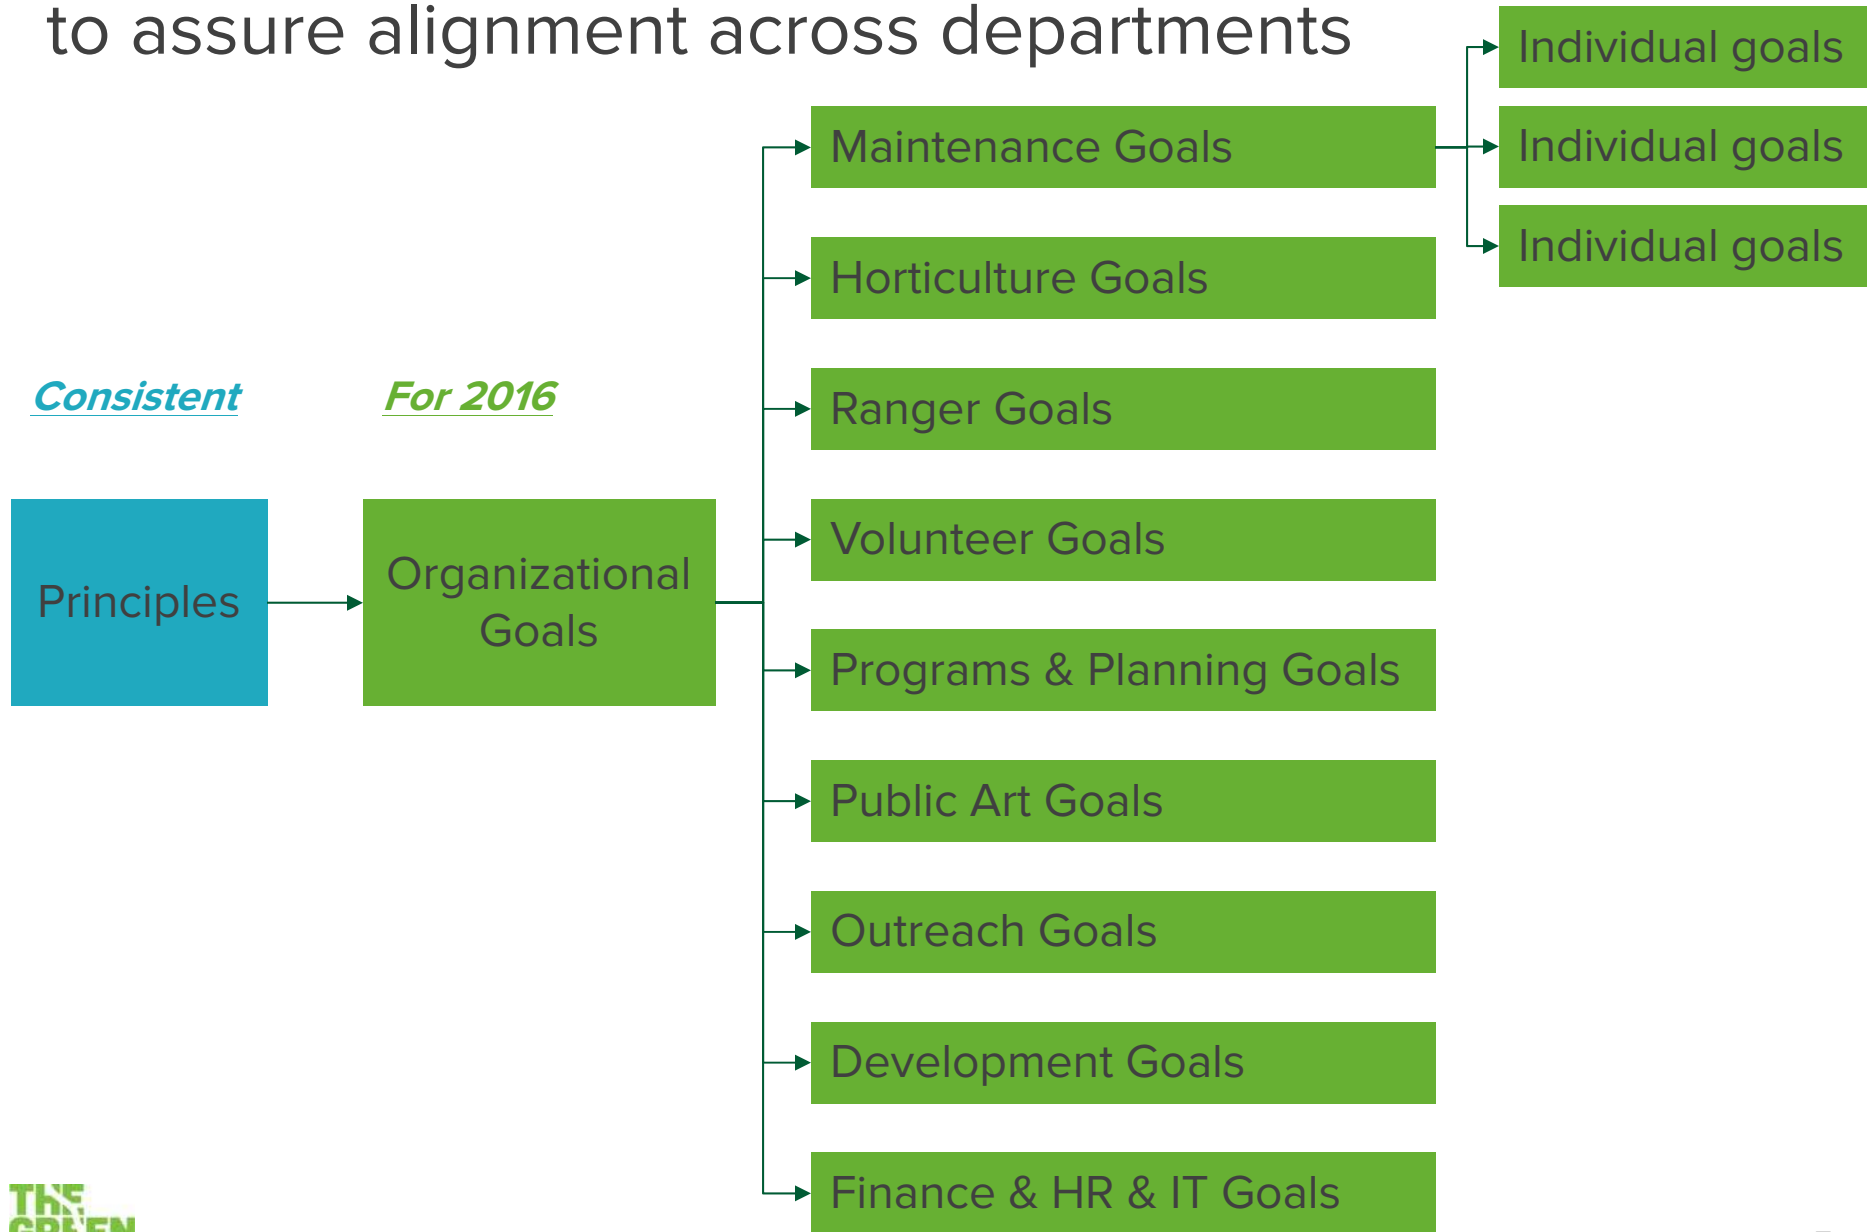 to assure alignment across departments
Individual goals
Maintenance Goals
Individual goals
Individual goals
Horticulture Goals
Consistent
For 2016
Ranger Goals
Principles
Organizational
Goals
Volunteer Goals
Programs & Planning Goals
Public Art Goals
Outreach Goals
Development Goals
Finance & HR & IT Goals
THE
GREEN